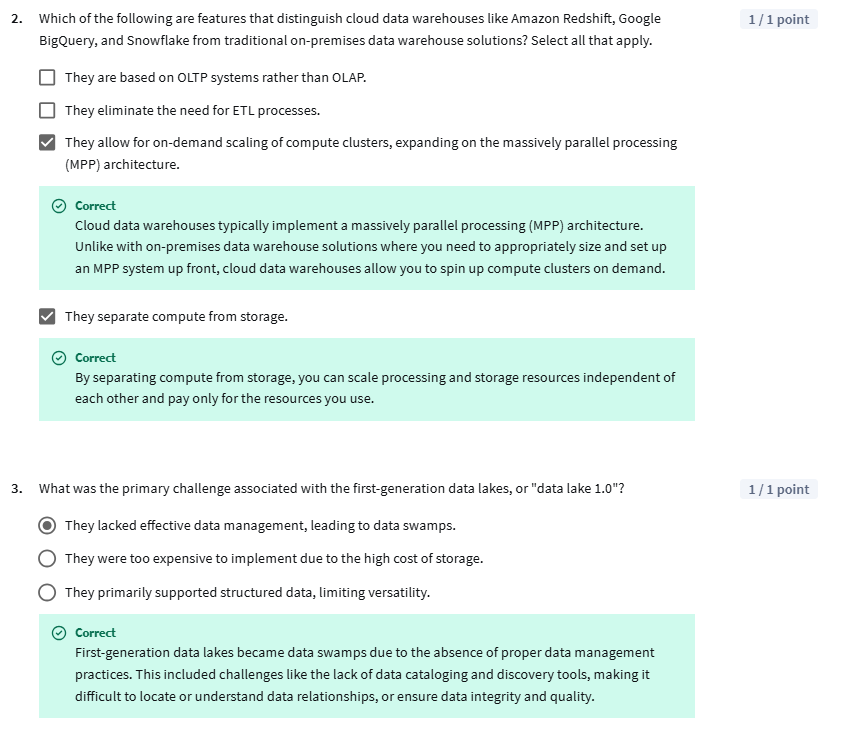 2. Which of the following are features that distinguish cloud data warehouses like Amazon Redshift, Google 1 / 1 point
BigQuery, and Snowflake from traditional on-premises data warehouse solutions? Select all that apply.
They are based on OLTP systems rather than OLAP.
They eliminate the need for ETL processes.
They allow for on-demand scaling of compute clusters, expanding on the massively parallel processing
(MPP) architecture.
Correct
Cloud data warehouses typically implement a massively parallel processing (MPP) architecture.
Unlike with on-premises data warehouse solutions where you need to appropriately size and set up
an MPP system up front, cloud data warehouses allow you to spin up compute clusters on demand.
They separate compute from storage.
Correct
By separating compute from storage, you can scale processing and storage resources independent of
each other and pay only for the resources you use.
3. What was the primary challenge associated with the first-generation data lakes, or "data lake 1.0"? 1 / 1 point
They lacked effective data management, leading to data swamps.
They were too expensive to implement due to the high cost of storage.
They primarily supported structured data, limiting versatility.
Correct
First-generation data lakes became data swamps due to the absence of proper data management
practices. This included challenges like the lack of data cataloging and discovery tools, making it
difficult to locate or understand data relationships, or ensure data integrity and quality.